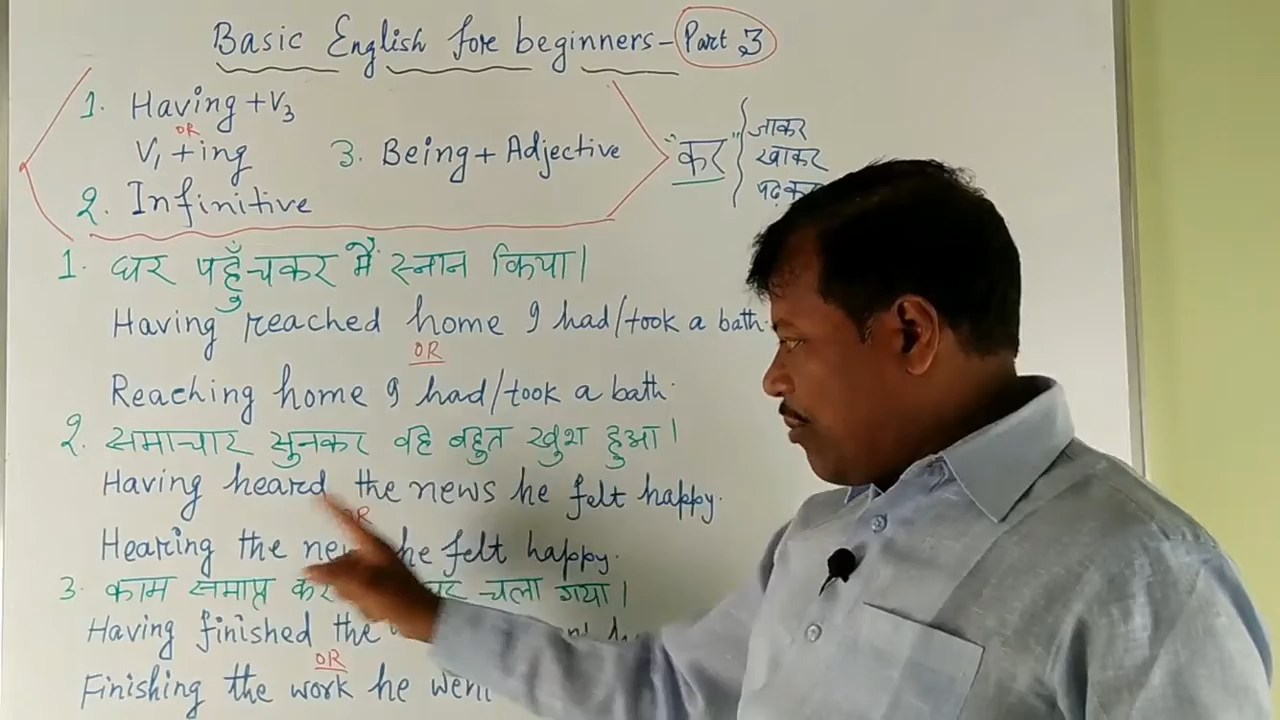 Basic English fore beginners - Part 3
1. Having + V3
OR
V1 + ing
3. Being + Adjective
2. Infinitive
"कर"
जाकर
खाकर
1. घर पहुँचकर मैं स्नान किया।
Having reached home I had/took a bath.
OR
Reaching home I had/took a bath.
2. समाचार सुनकर वह बहुत खुश हुआ।
Having heard the news he felt happy.
OR
Hearing the he felt happy.
3. काम समाप्त चला गया।
Having finished the
OR
Finishing the work he went